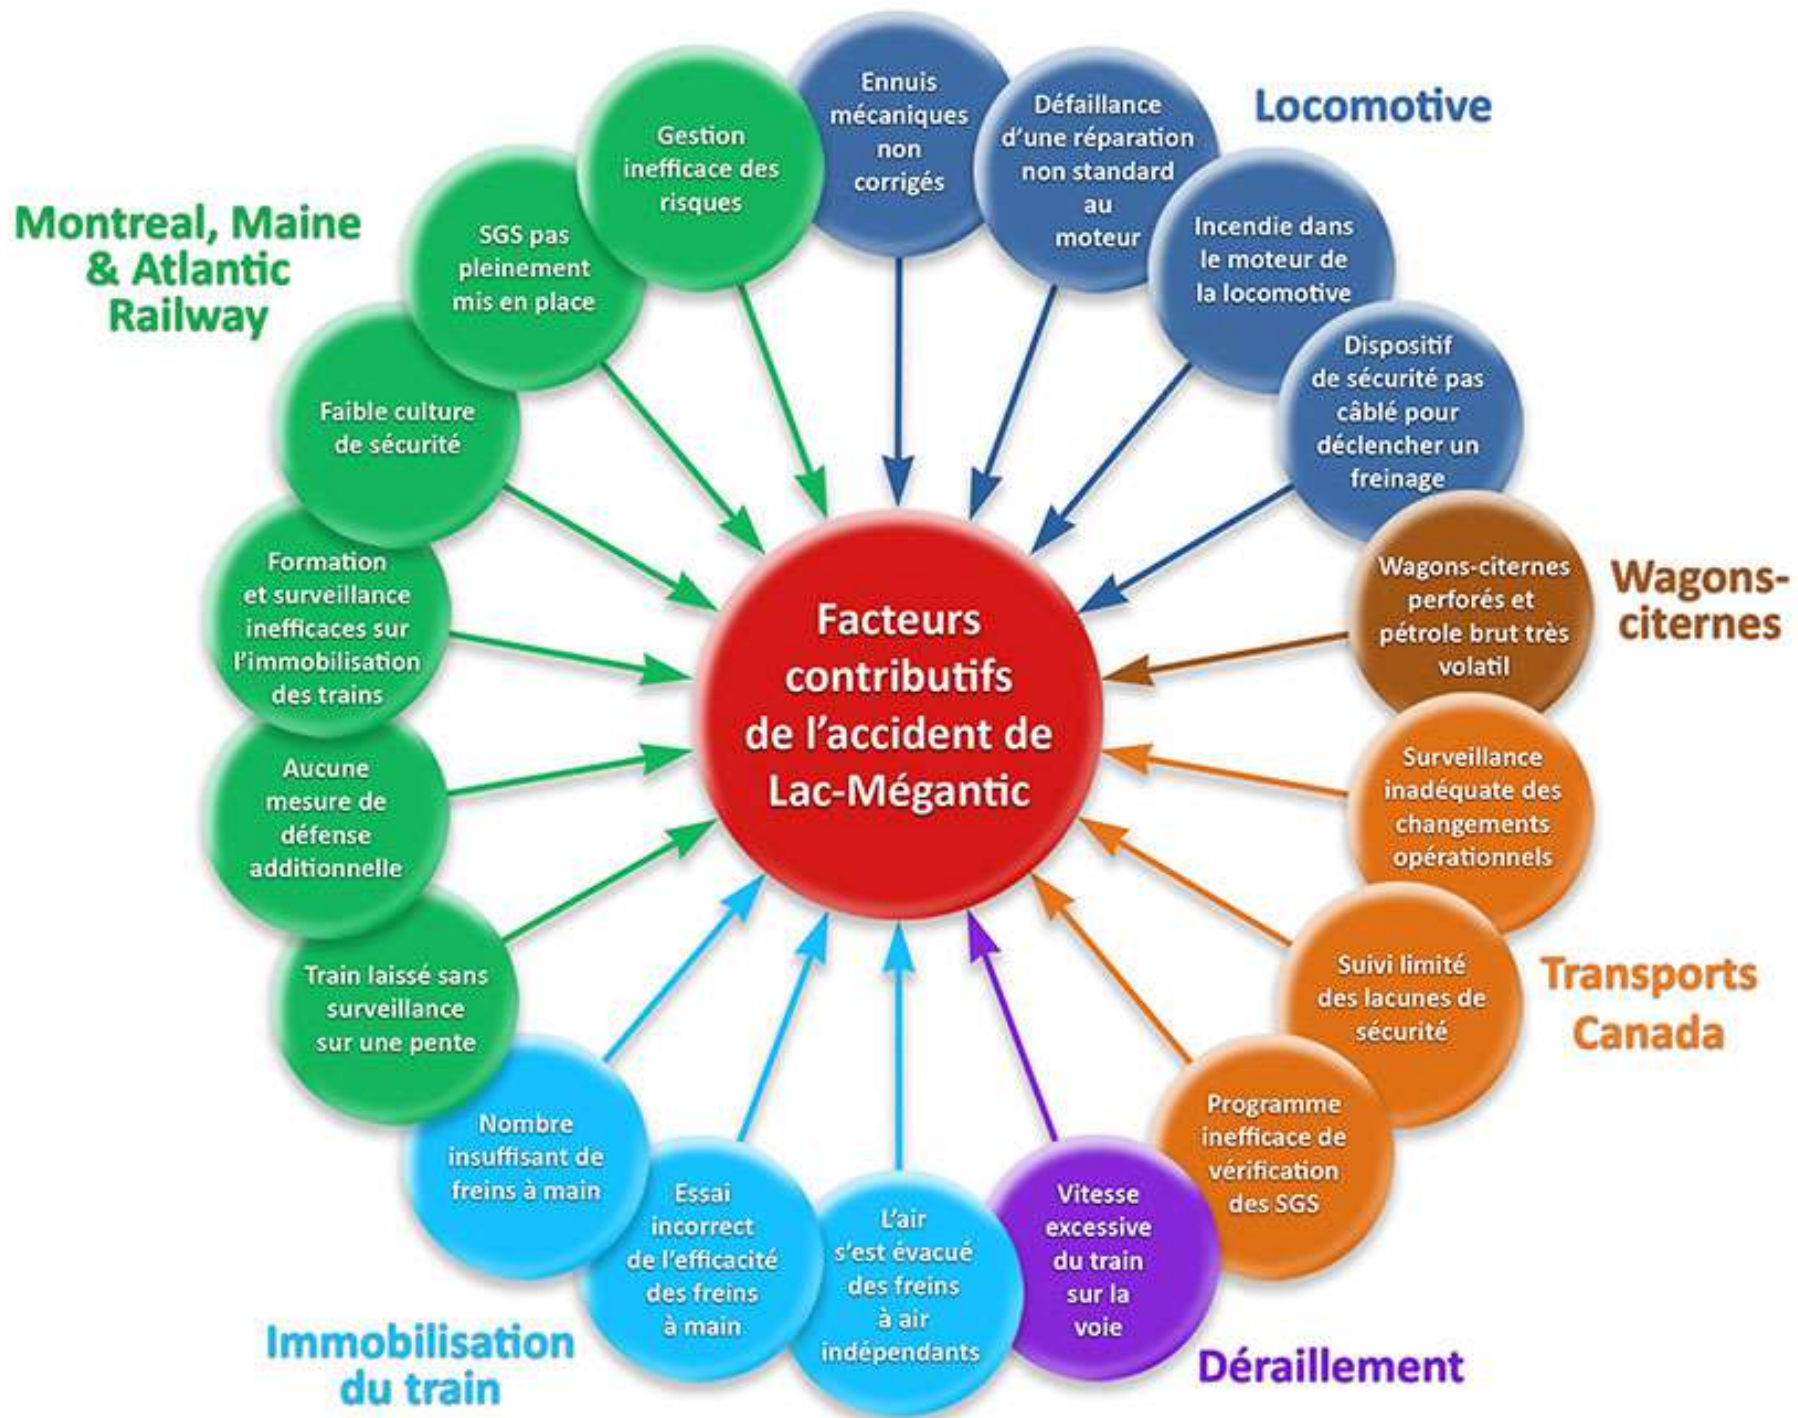 Ennuis
mécaniques
non
corrigés
Défaillance
d'une réparation
non standard
au
moteur
Locomotive
Incendie dans
le moteur de
la locomotive
Dispositif
de sécurité pas
câblé pour
déclencher un
freinage
Wagons-citernes
perforés et
pétrole brut très
volatil
Wagons-
citernes
Surveillance
inadéquate des
changements
opérationnels
Suivi limité
des lacunes de
sécurité
Transports
Canada
Programme
inefficace de
vérification
des SGS
Vitesse
excessive
du train
sur la
voie
Déraillement
L'air
s'est évacué
des freins
à air
indépendants
Essai
incorrect
de l'efficacité
des freins
à main
Nombre
insuffisant de
freins à main
Immobilisation
du train
Train laissé sans
surveillance
sur une pente
Aucune
mesure de
défense
additionnelle
Formation
et surveillance
inefficaces sur
l'immobilisation
des trains
Faible culture
de sécurité
SGS pas
pleinement
mis en place
Gestion
inefficace des
risques
Montreal, Maine
& Atlantic
Railway
Facteurs
contributifs
de l'accident de
Lac-Mégantic